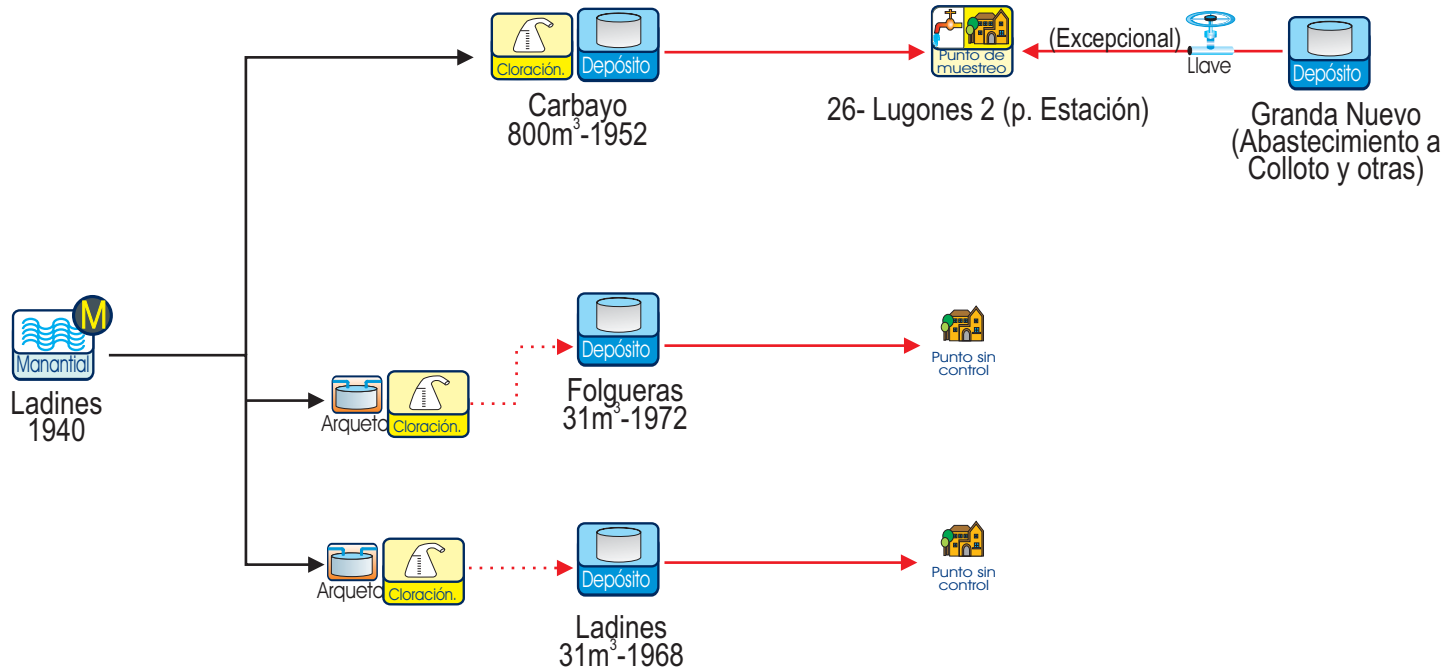 Cloración.
Depósito
Carbayo
800m³-1952
Punto de
muestreo
26- Lugones 2 (p. Estación)
(Excepcional)
Llave
Depósito
Granda Nuevo
(Abastecimiento a
Colloto y otras)
M
Manantial
Ladines
1940
Arqueta
Cloración.
Depósito
Folgueras
31m³-1972
Punto sin
control
Arqueta
Cloración.
Depósito
Ladines
31m³-1968
Punto sin
control